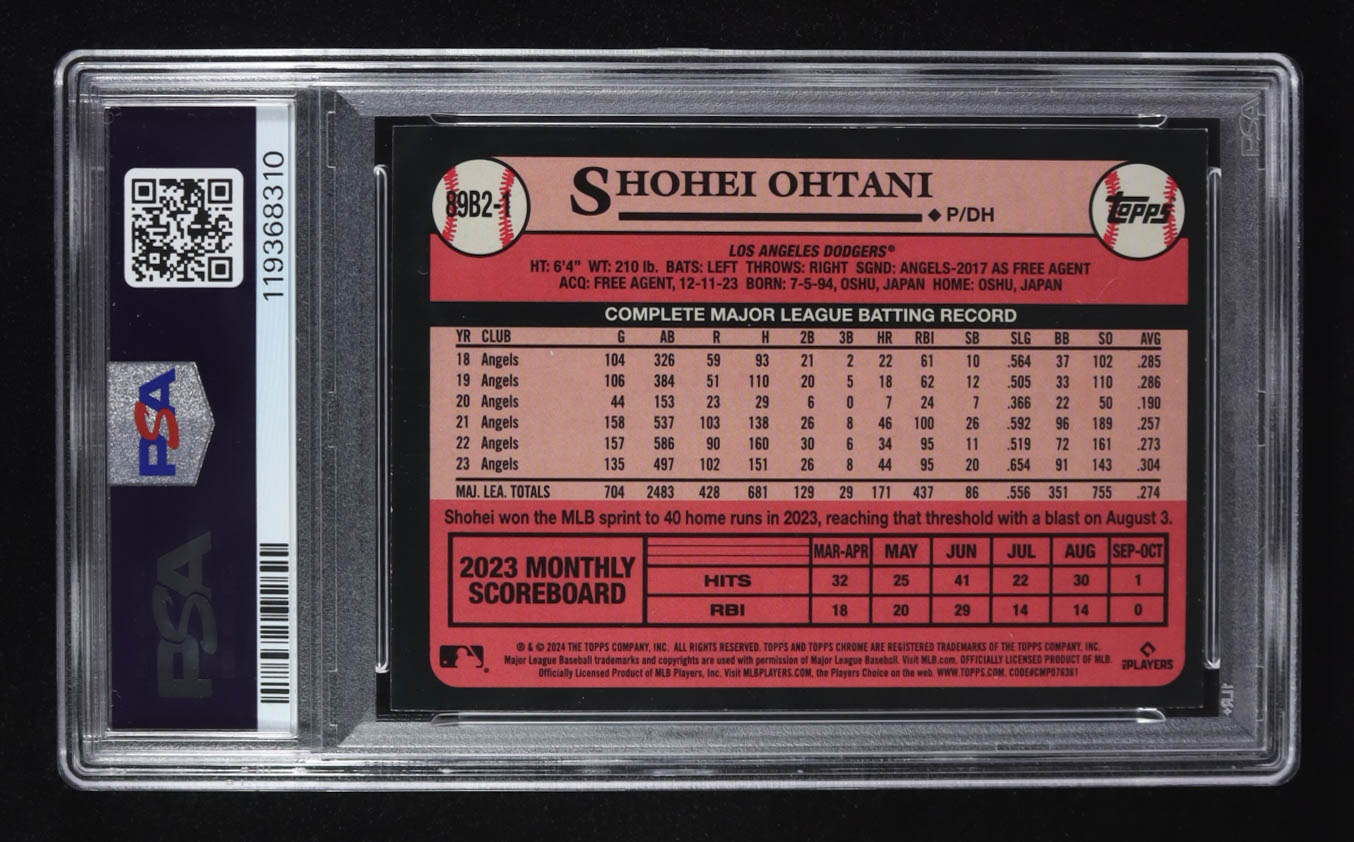 119368310
PSA
PSA
PSA
89B2-1
SHOHEI OHTANI
P/DH
Topps
LOS ANGELES DODGERS®
HT: 6'4" WT: 210 lb. BATS: LEFT THROWS: RIGHT SGND: ANGELS-2017 AS FREE AGENT
ACQ: FREE AGENT, 12-11-23 BORN: 7-5-94, OSHU, JAPAN HOME: OSHU, JAPAN
COMPLETE MAJOR LEAGUE BATTING RECORD
YR CLUB G AB R H 2B 3B HR RBI SB SLG BB SO AVG
18 Angels 104 326 59 93 21 2 22 61 10 .564 37 102 .285
19 Angels 106 384 51 110 20 5 18 62 12 .505 33 110 .286
20 Angels 44 153 23 29 6 0 7 24 7 .366 22 50 .190
21 Angels 158 537 103 138 26 8 46 100 26 .592 96 189 .257
22 Angels 157 586 90 160 30 6 34 95 11 .519 72 161 .273
23 Angels 135 497 102 151 26 8 44 95 20 .654 91 143 .304
MAJ. LEA. TOTALS 704 2483 428 681 129 29 171 437 86 .556 351 755 .274
Shohei won the MLB sprint to 40 home runs in 2023, reaching that threshold with a blast on August 3.
2023 MONTHLY SCOREBOARD
MAR-APR MAY JUN JUL AUG SEP-OCT
HITS 32 25 41 22 30 1
RBI 18 20 29 14 14 0
® & © 2024 THE TOPPS COMPANY, INC. ALL RIGHTS RESERVED. TOPPS AND TOPPS CHROME ARE REGISTERED TRADEMARKS OF THE TOPPS COMPANY, INC.
Major League Baseball trademarks and copyrights are used with permission of Major League Baseball. Visit MLB.com. OFFICIALLY LICENSED PRODUCT OF MLB
Officially Licensed Product of MLB Players, Inc. Visit MLBPLAYERS.COM, the Players Choice on the web. WWW.TOPPS.COM. CODE#CMP076361
PLAYERS